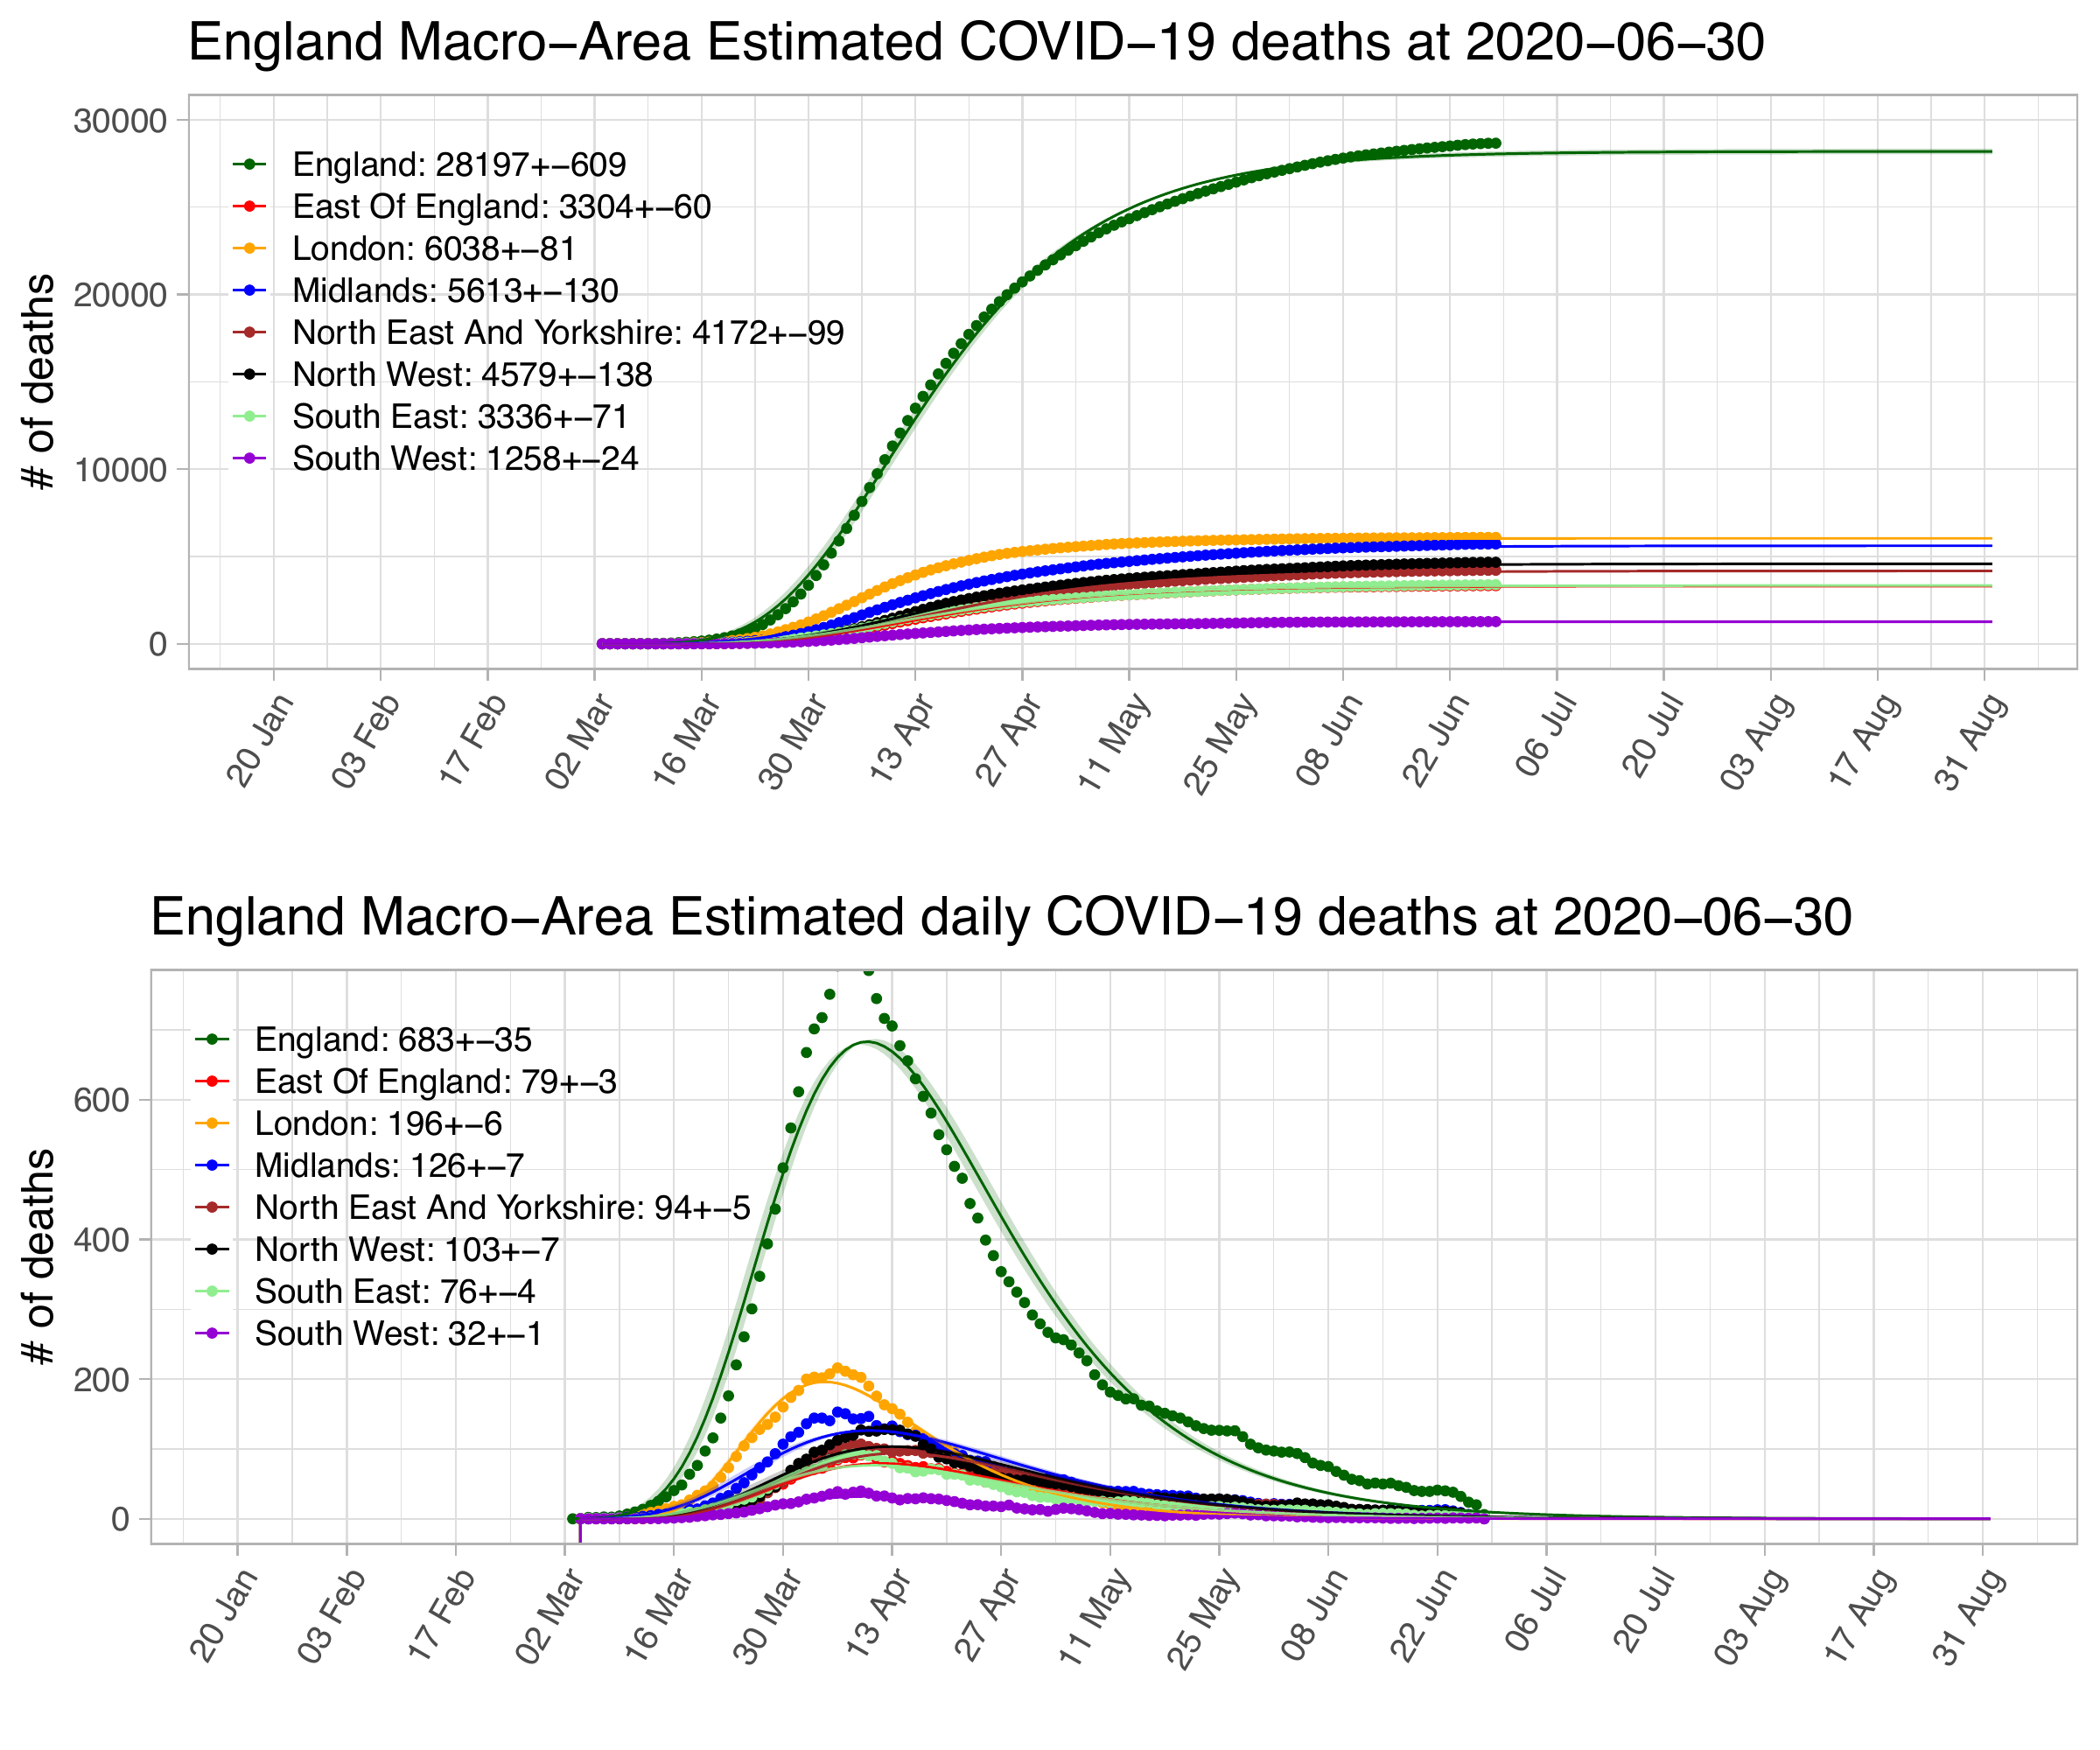 England Macro−Area Estimated COVID−19 deaths at 2020−06−30
# of deaths
30000
20000
10000
0
England: 28197+−609
East Of England: 3304+−60
London: 6038+−81
Midlands: 5613+−130
North East And Yorkshire: 4172+−99
North West: 4579+−138
South East: 3336+−71
South West: 1258+−24
20 Jan
03 Feb
17 Feb
02 Mar
16 Mar
30 Mar
13 Apr
27 Apr
11 May
25 May
08 Jun
22 Jun
06 Jul
20 Jul
03 Aug
17 Aug
31 Aug
England Macro−Area Estimated daily COVID−19 deaths at 2020−06−30
# of deaths
600
400
200
0
England: 683+−35
East Of England: 79+−3
London: 196+−6
Midlands: 126+−7
North East And Yorkshire: 94+−5
North West: 103+−7
South East: 76+−4
South West: 32+−1
20 Jan
03 Feb
17 Feb
02 Mar
16 Mar
30 Mar
13 Apr
27 Apr
11 May
25 May
08 Jun
22 Jun
06 Jul
20 Jul
03 Aug
17 Aug
31 Aug